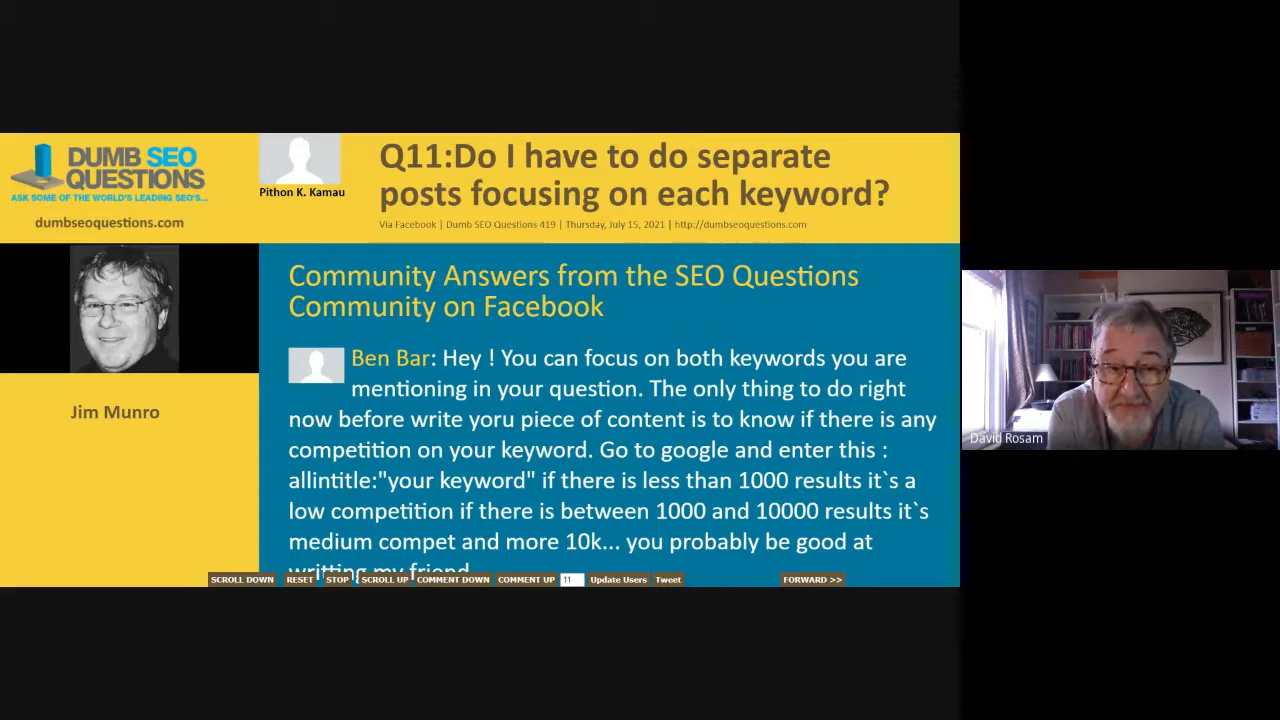 DUMB SEO
QUESTIONS
ASK SOME OF THE WORLD'S LEADING SEO'S...
dumbseoquestions.com
Pithon K. Kamau
Q11:Do I have to do separate
posts focusing on each keyword?
Via Facebook | Dumb SEO Questions 419 | Thursday, July 15, 2021 | http://dumbseoquestions.com
Jim Munro
Community Answers from the SEO Questions
Community on Facebook
Ben Bar: Hey ! You can focus on both keywords you are
mentioning in your question. The only thing to do right
now before write yoru piece of content is to know if there is any
competition on your keyword. Go to google and enter this :
allintitle:"your keyword" if there is less than 1000 results it`s a
low competition if there is between 1000 and 10000 results it`s
medium compet and more 10k... you probably be good at
writting my friend
SCROLL DOWN RESET STOP SCROLL UP COMMENT DOWN COMMENT UP 11 Update Users Tweet FORWARD >>
David Rosam